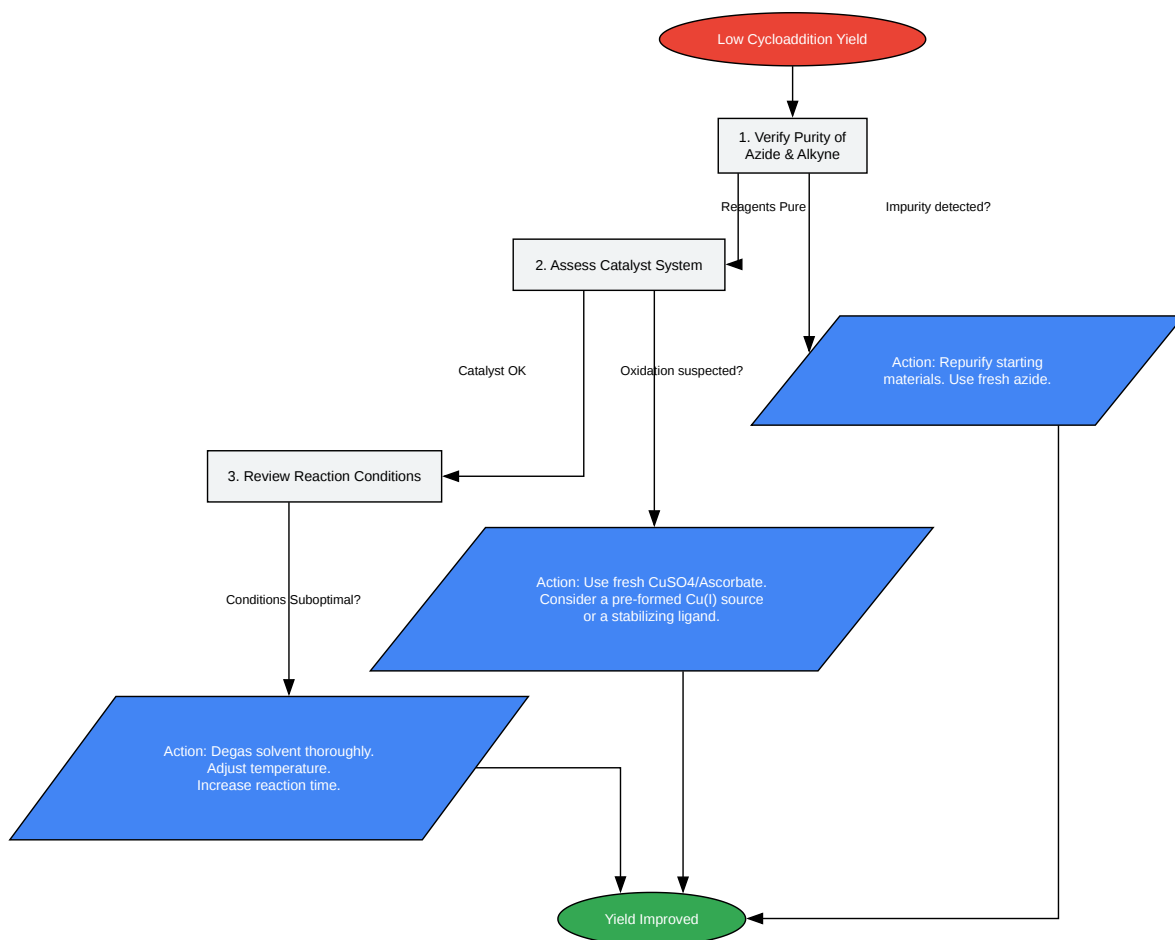 Low Cycloaddition Yield
1. Verify Purity of
Azide & Alkyne
Reagents Pure
Impurity detected?
2. Assess Catalyst System
Action: Repurify starting
materials. Use fresh azide.
Catalyst OK
Oxidation suspected?
3. Review Reaction Conditions
Action: Use fresh CuSO4/Ascorbate.
Consider a pre-formed Cu(I) source
or a stabilizing ligand.
Conditions Suboptimal?
Action: Degas solvent thoroughly.
Adjust temperature.
Increase reaction time.
Yield Improved